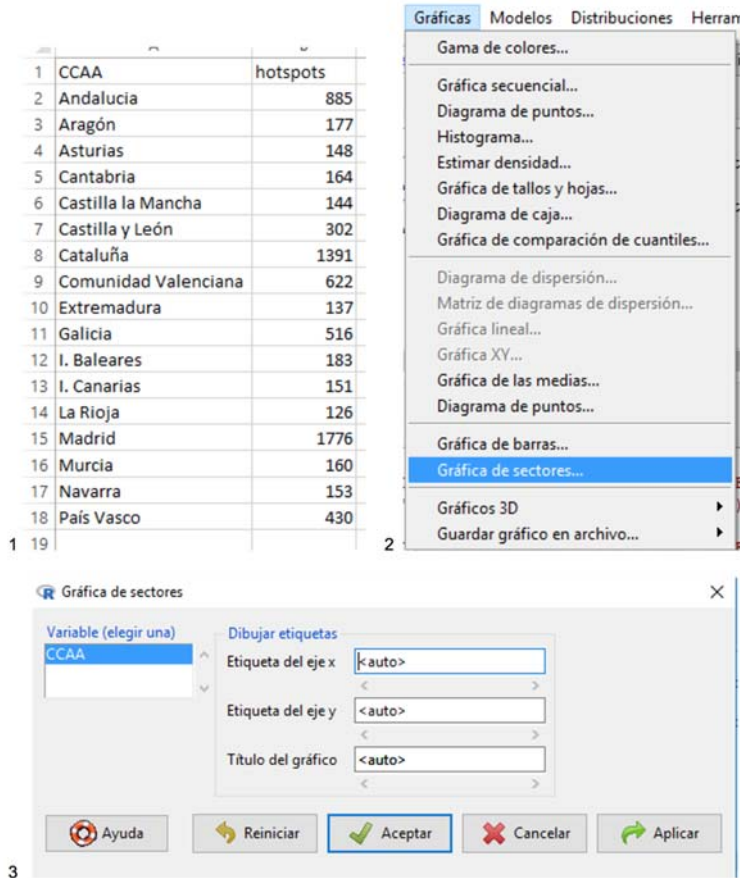 1 CCAA hotspots
2 Andalucia 885
3 Aragón 177
4 Asturias 148
5 Cantabria 164
6 Castilla la Mancha 144
7 Castilla y León 302
8 Cataluña 1391
9 Comunidad Valenciana 622
10 Extremadura 137
11 Galicia 516
12 I. Baleares 183
13 I. Canarias 151
14 La Rioja 126
15 Madrid 1776
16 Murcia 160
17 Navarra 153
18 País Vasco 430
19
1
Gráficas Modelos Distribuciones
Gama de colores...
Gráfica secuencial...
Diagrama de puntos...
Histograma...
Estimar densidad...
Gráfica de tallos y hojas...
Diagrama de caja...
Gráfica de comparación de cuantiles...
Diagrama de dispersión...
Matriz de diagramas de dispersión...
Gráfica lineal...
Gráfica XY...
Gráfica de las medias...
Diagrama de puntos...
Gráfica de barras...
Gráfica de sectores...
Gráficos 3D
Guardar gráfico en archivo...
2
Gráfica de sectores
Variable (elegir una) Dibujar etiquetas
CCAA
Etiqueta del eje x <auto>
Etiqueta del eje y <auto>
Título del gráfico <auto>
Ayuda Reiniciar Aceptar Cancelar Aplicar
3